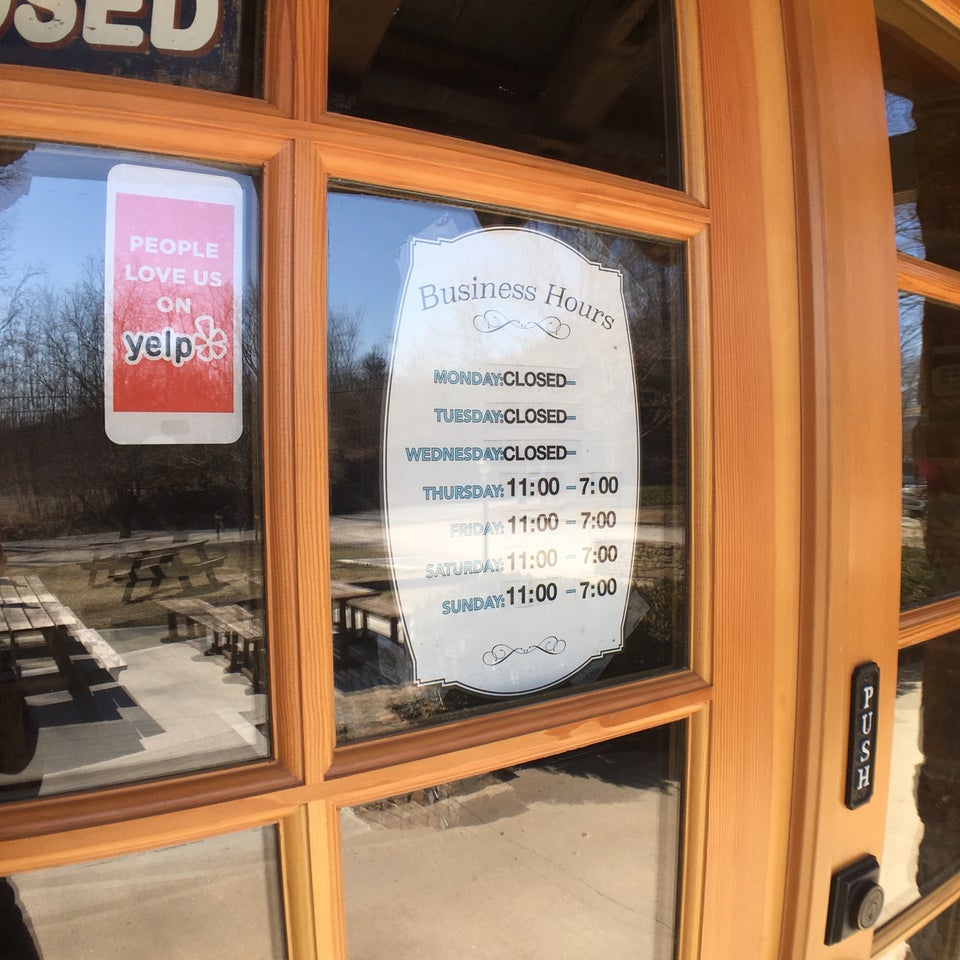 OSED
PEOPLE
LOVE US
ON
yelp
Business Hours
MONDAY:CLOSED–
TUESDAY:CLOSED–
WEDNESDAY:CLOSED–
THURSDAY:11:00 – 7:00
FRIDAY:11:00 – 7:00
SATURDAY:11:00 – 7:00
SUNDAY:11:00 – 7:00
PUSH